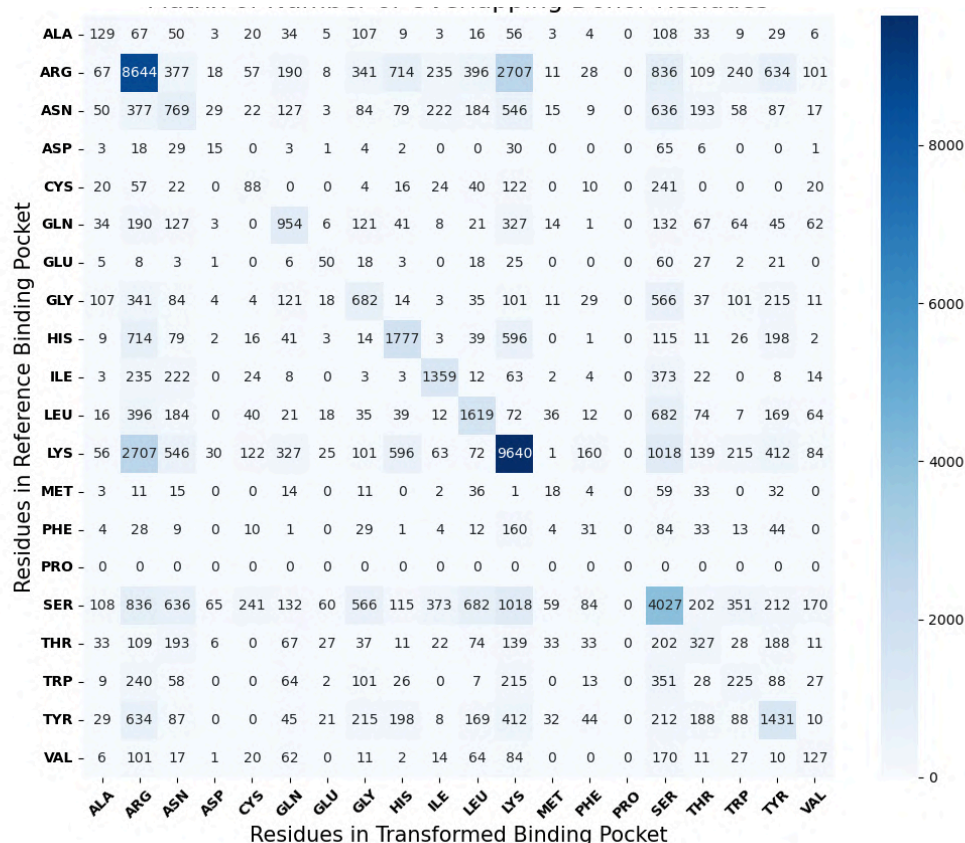 Matrix of Number of Overlapping Donor Residues
ALA 129 67 50 3 20 34 5 107 9 3 16 56 3 4 0 108 33 9 29 6
ARG 67 8644 377 18 57 190 8 341 714 235 396 2707 11 28 0 836 109 240 634 101
ASN 50 377 769 29 22 127 3 84 79 222 184 546 15 9 0 636 193 58 87 17
8000
ASP 3 18 29 15 0 3 1 4 2 0 0 30 0 0 0 65 6 0 0 1
CYS 20 57 22 0 88 0 0 4 16 24 40 122 0 10 0 241 0 0 0 20
GLN 34 190 127 3 0 954 6 121 41 8 21 327 14 1 0 132 67 64 45 62
GLU 5 8 3 1 0 6 50 18 3 0 18 25 0 0 0 60 27 2 21 0
6000
GLY 107 341 84 4 4 121 18 682 14 3 35 101 11 29 0 566 37 101 215 11
HIS 9 714 79 2 16 41 3 14 1777 3 39 596 0 1 0 115 11 26 198 2
ILE 3 235 222 0 24 8 0 3 3 1359 12 63 2 4 0 373 22 0 8 14
LEU 16 396 184 0 40 21 18 35 39 12 1619 72 36 12 0 682 74 7 169 64
LYS 56 2707 546 30 122 327 25 101 596 63 72 9640 1 160 0 1018 139 215 412 84
4000
MET 3 11 15 0 0 14 0 11 0 2 36 1 18 4 0 59 33 0 32 0
PHE 4 28 9 0 10 1 0 29 1 4 12 160 4 31 0 84 33 13 44 0
PRO 0 0 0 0 0 0 0 0 0 0 0 0 0 0 0 0 0 0 0 0
SER 108 836 636 65 241 132 60 566 115 373 682 1018 59 84 0 4027 202 351 212 170
2000
THR 33 109 193 6 0 67 27 37 11 22 74 139 33 33 0 202 327 28 188 11
TRP 9 240 58 0 0 64 2 101 26 0 7 215 0 13 0 351 28 225 88 27
TYR 29 634 87 0 0 45 21 215 198 8 169 412 32 44 0 212 188 88 1431 10
VAL 6 101 17 1 20 62 0 11 2 14 64 84 0 0 0 170 11 27 10 127
0
ALA ARG ASN ASP CYS GLN GLU GLY HIS ILE LEU LYS MET PHE PRO SER THR TRP TYR VAL
Residues in Transformed Binding Pocket
Residues in Reference Binding Pocket